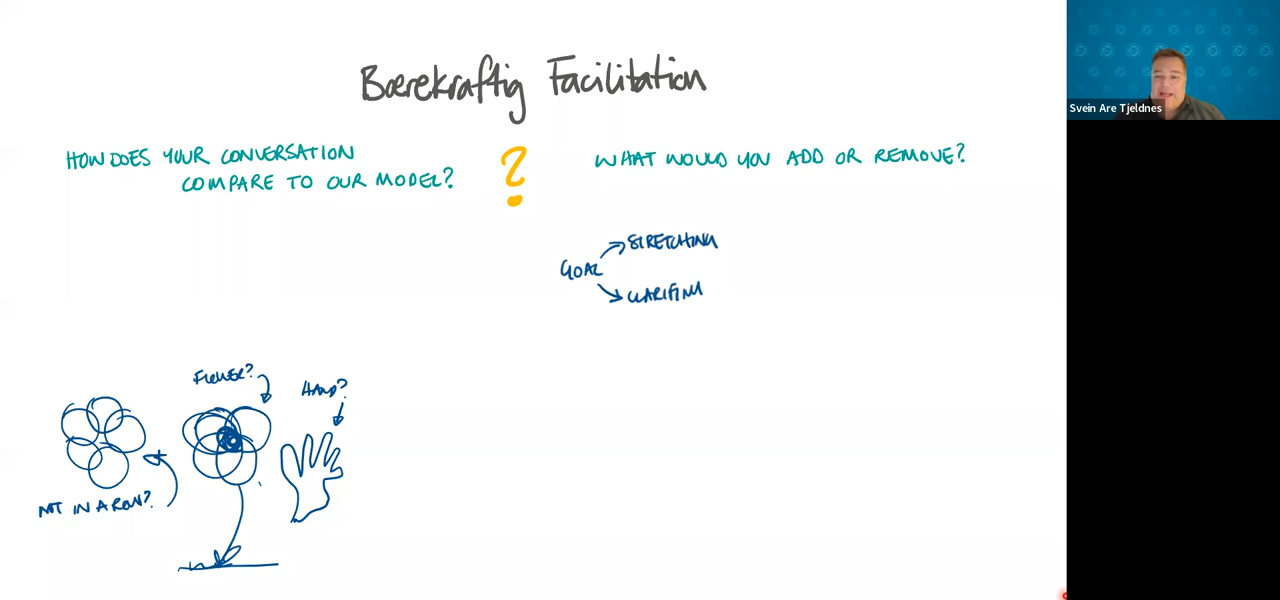 Bærekraftig Facilitation
HOW DOES YOUR CONVERSATION
COMPARE TO OUR MODEL?
?
WHAT WOULD YOU ADD OR REMOVE?
GOAL
STRETCHING
CLARIFING
FLOWER?
HAND?
NOT IN A ROW?
Svein Are Tjeldnes